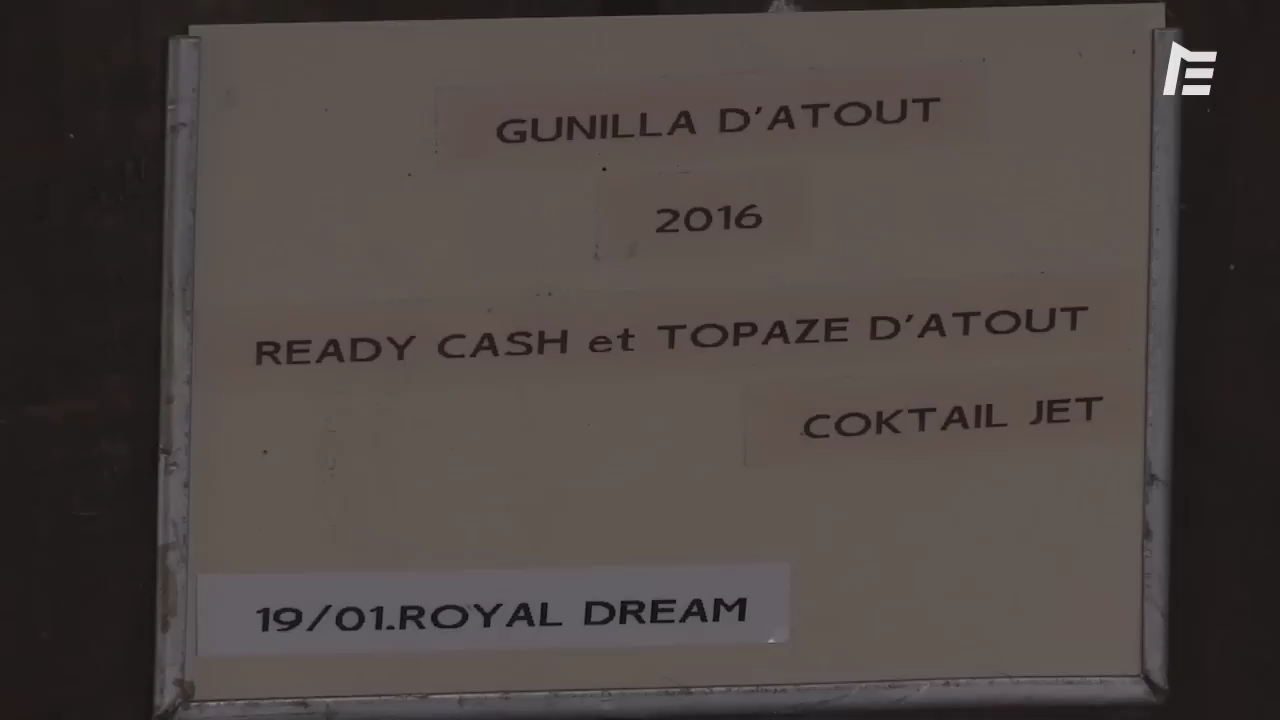 GUNILLA D'ATOUT
2016
READY CASH et TOPAZE D'ATOUT
COKTAIL JET
19/01.ROYAL DREAM